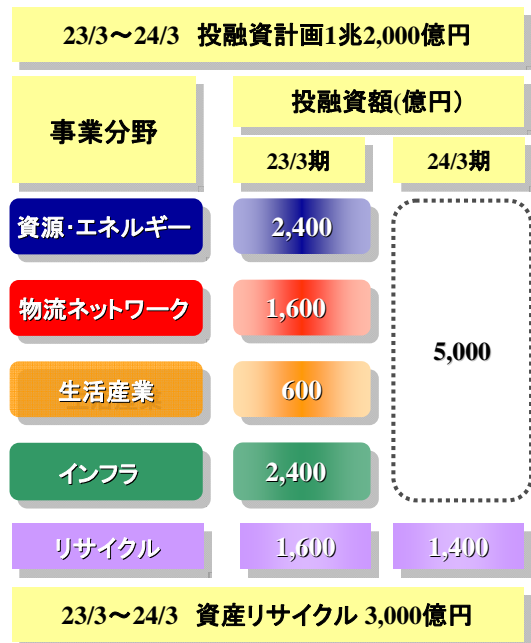 23/3～24/3 投融資計画1兆2,000億円
事業分野
投融資額(億円）
23/3期
24/3期
資源･エネルギー
2,400
物流ネットワーク
1,600
5,000
生活産業
600
インフラ
2,400
リサイクル
1,600
1,400
23/3～24/3 資産リサイクル 3,000億円